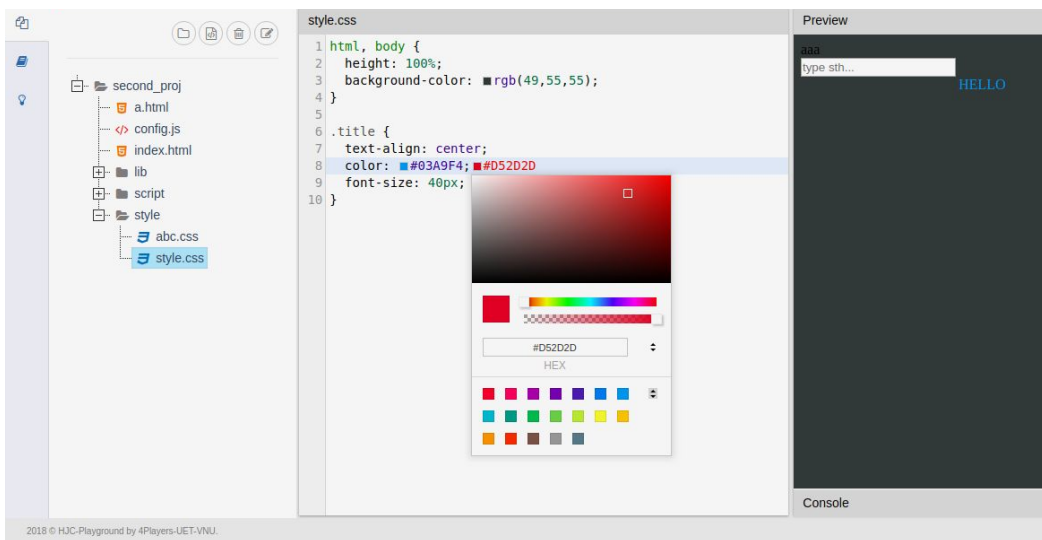 style.css
Preview
1 html, body {
2 height: 100%;
3 background-color: rgb(49,55,55);
4 }
5
6 .title {
7 text-align: center;
8 color: #03A9F4;#D52D2D
9 font-size: 40px;
10 }
second_proj
a.html
config.js
index.html
lib
script
style
abc.css
style.css
#D52D2D
HEX
aaa
type sth...
HELLO
Console
2018 © HJC-Playground by 4Players-UET-VNU.